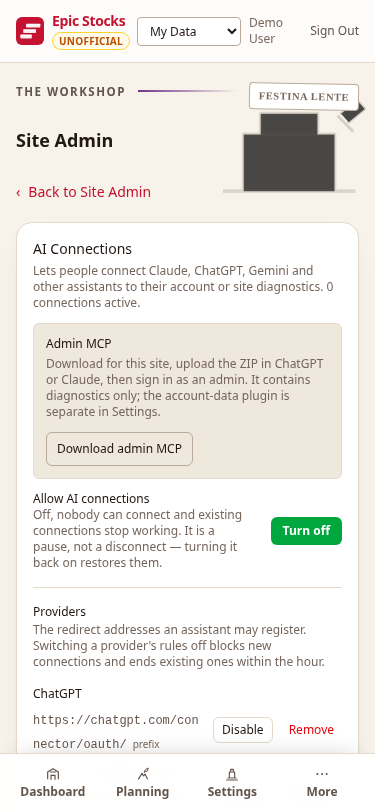 Epic Stocks
UNOFFICIAL
My Data
Demo
User
Sign Out
THE WORKSHOP
FESTINA LENTE
Site Admin
‹ Back to Site Admin
AI Connections
Lets people connect Claude, ChatGPT, Gemini and
other assistants to their account or site diagnostics. 0
connections active.
Admin MCP
Download for this site, upload the ZIP in ChatGPT
or Claude, then sign in as an admin. It contains
diagnostics only; the account-data plugin is
separate in Settings.
Download admin MCP
Allow AI connections
Off, nobody can connect and existing
connections stop working. It is a
pause, not a disconnect — turning it
back on restores them.
Turn off
Providers
The redirect addresses an assistant may register.
Switching a provider's rules off blocks new
connections and ends existing ones within the hour.
ChatGPT
https://chatgpt.com/con
nector/oauth/ prefix
Disable
Remove
Dashboard
Planning
Settings
More